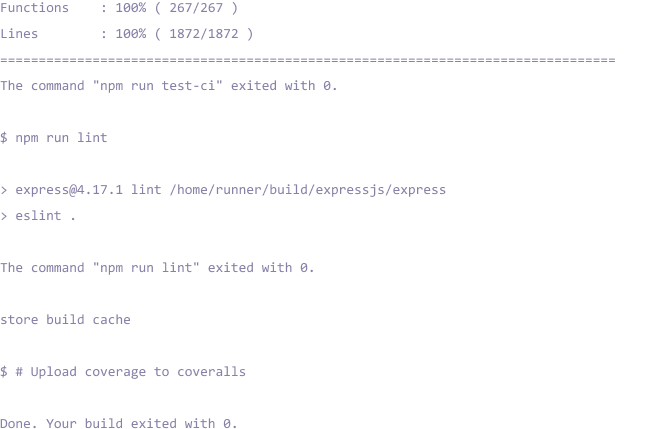 Functions    : 100% ( 267/267 )
Lines        : 100% ( 1872/1872 )
================================================================================
The command "npm run test-ci" exited with 0.
$ npm run lint
> express@4.17.1 lint /home/runner/build/expressjs/express
> eslint .
The command "npm run lint" exited with 0.
store build cache
$ # Upload coverage to coveralls
Done. Your build exited with 0.